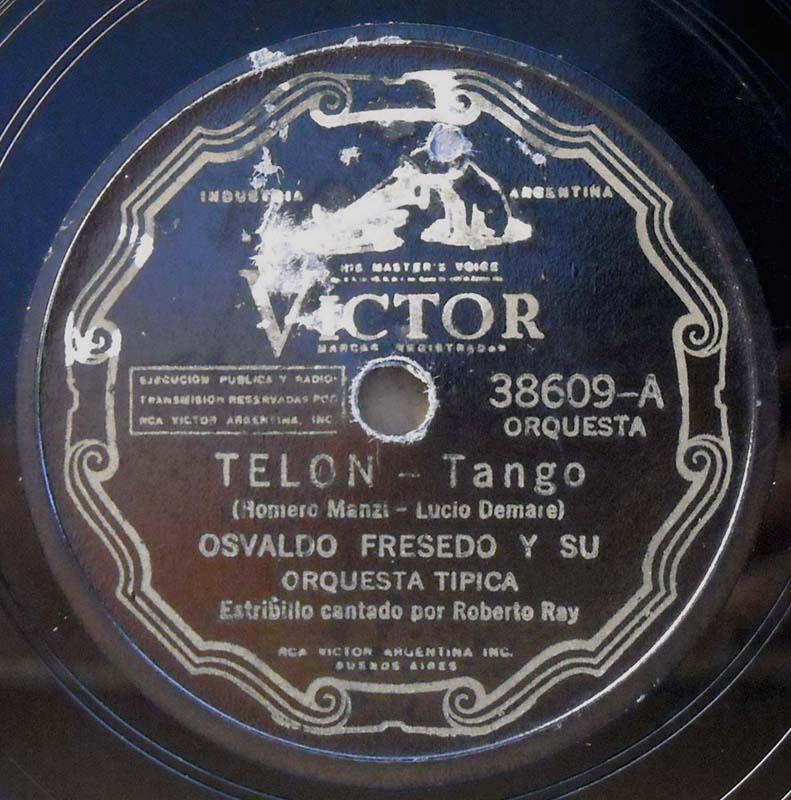 INDUSTRIA ARGENTINA
HIS MASTER'S VOICE
VICTOR
MARCAS REGISTRADAS
EJECUCION PUBLICA Y RADIO-
TRANSMISION RESERVADAS POR
RCA VICTOR ARGENTINA, INC.
38609-A
ORQUESTA
TELON - Tango
(Homero Manzi - Lucio Demare)
OSVALDO FRESEDO Y SU
ORQUESTA TIPICA
Estribillo cantado por Roberto Ray
RCA VICTOR ARGENTINA INC.
BUENOS AIRES